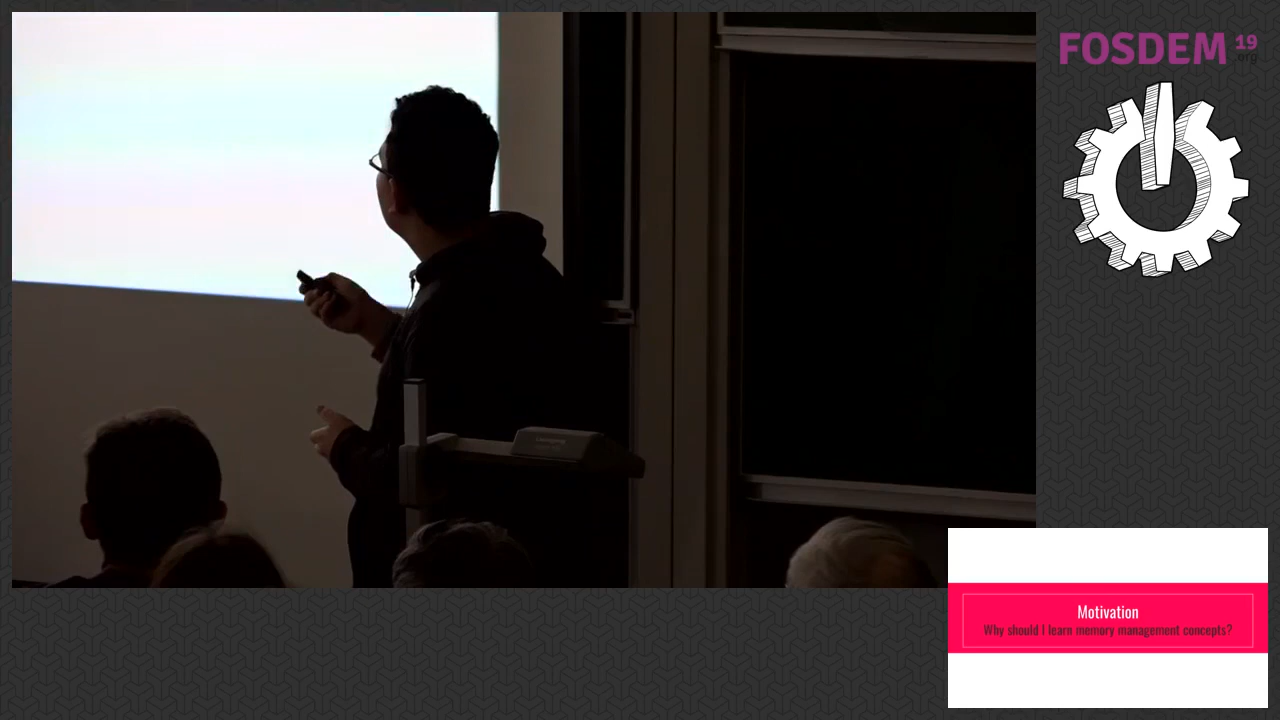 FOSDEM 19
.org
Motivation
Why should I learn memory management concepts?